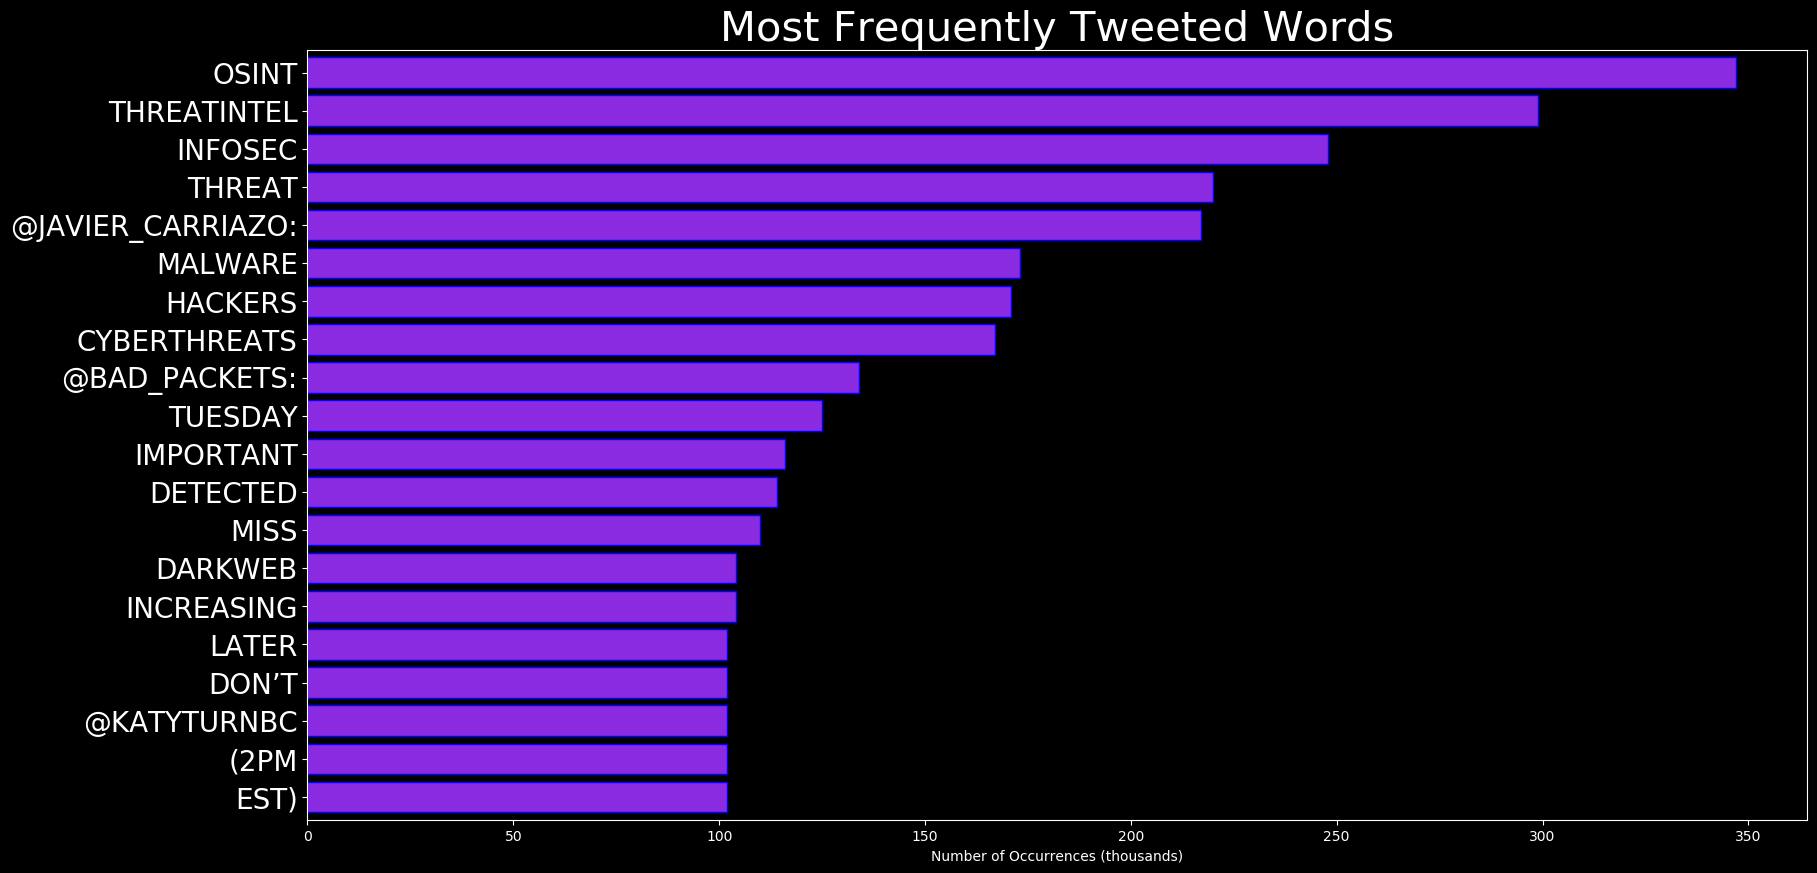 Most Frequently Tweeted Words
OSINT
THREATINTEL
INFOSEC
THREAT
@JAVIER_CARRIAZO:
MALWARE
HACKERS
CYBERTHREATS
@BAD_PACKETS:
TUESDAY
IMPORTANT
DETECTED
MISS
DARKWEB
INCREASING
LATER
DON’T
@KATYTURNBC
(2PM
EST)
0 50 100 150 200 250 300 350
Number of Occurrences (thousands)